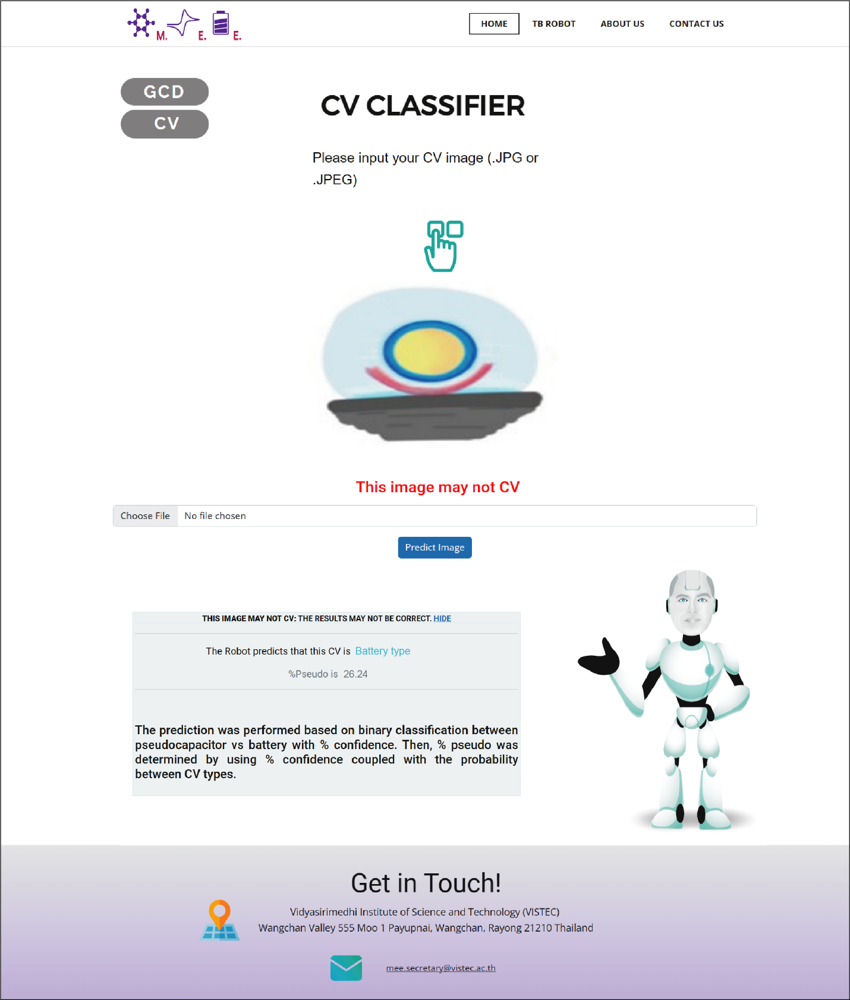 M. E. E.
HOME TB ROBOT ABOUT US CONTACT US
GCD
CV
CV CLASSIFIER
Please input your CV image (.JPG or
.JPEG)
This image may not CV
Choose File No file chosen
Predict Image
THIS IMAGE MAY NOT CV: THE RESULTS MAY NOT BE CORRECT. HIDE
The Robot predicts that this CV is Battery type
%Pseudo is 26.24
The prediction was performed based on binary classification between
pseudocapacitor vs battery with % confidence. Then, % pseudo was
determined by using % confidence coupled with the probability
between CV types.
Get in Touch!
Vidyasirimedhi Institute of Science and Technology (VISTEC)
Wangchan Valley 555 Moo 1 Payupnai, Wangchan, Rayong 21210 Thailand
mee.secretary@vistec.ac.th